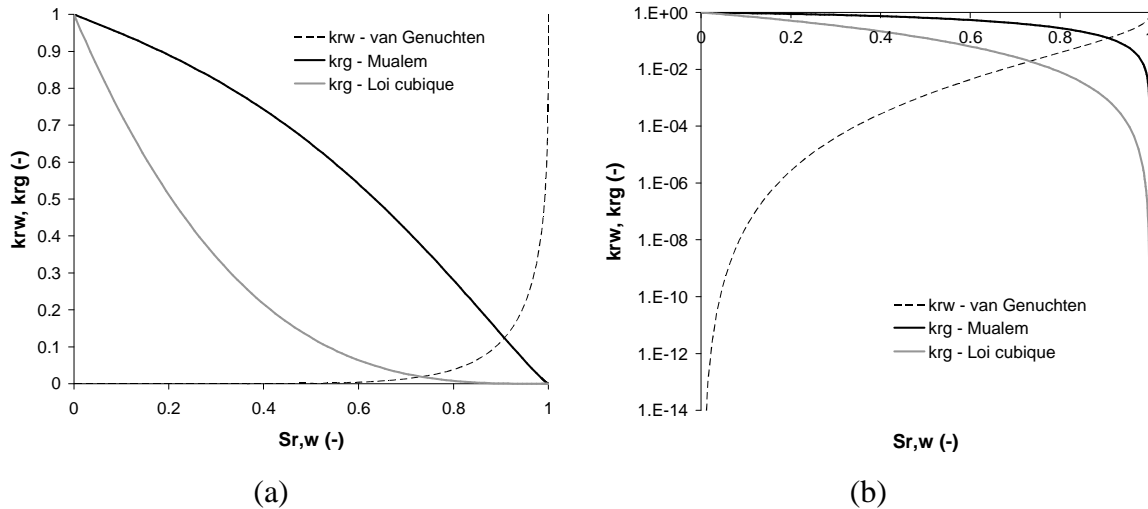 1
0.9
0.8
0.7
0.6
0.5
0.4
0.3
0.2
0.1
0
krw, krg (-)
krw - van Genuchten
krg - Mualem
krg - Loi cubique
0 0.2 0.4 0.6 0.8 1
Sr,w (-)
(a)
1.E+00
1.E-02
1.E-04
1.E-06
1.E-08
1.E-10
1.E-12
1.E-14
krw, krg (-)
0 0.2 0.4 0.6 0.8 1
krw - van Genuchten
krg - Mualem
krg - Loi cubique
Sr,w (-)
(b)